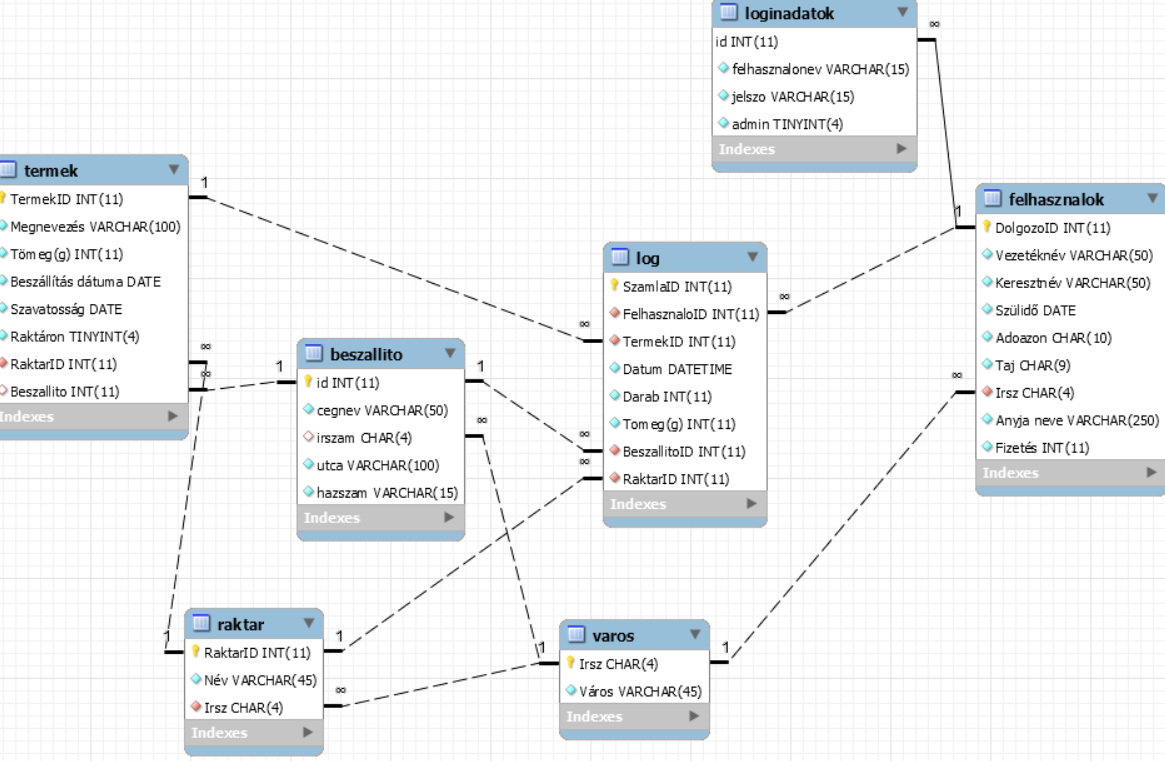 loginadatok
id INT(11)
felhasznalonev VARCHAR(15)
jelszo VARCHAR(15)
admin TINYINT(4)
Indexes
termek
TermekID INT(11)
Megnevezés VARCHAR(100)
Tömeg(g) INT(11)
Beszállítás dátuma DATE
Szavatosság DATE
Raktáron TINYINT(4)
RaktarID INT(11)
Beszallito INT(11)
Indexes
beszallito
id INT(11)
cegnev VARCHAR(50)
irszam CHAR(4)
utca VARCHAR(100)
hazszam VARCHAR(15)
Indexes
log
SzamlaID INT(11)
FelhasznaloID INT(11)
TermekID INT(11)
Datum DATETIME
Darab INT(11)
Tomeg(g) INT(11)
BeszallitoID INT(11)
RaktarID INT(11)
Indexes
felhasznalok
DolgozoID INT(11)
Vezetéknév VARCHAR(50)
Keresztnév VARCHAR(50)
Szülidő DATE
Adoazon CHAR(10)
Taj CHAR(9)
Irsz CHAR(4)
Anyja neve VARCHAR(250)
Fizetés INT(11)
Indexes
raktar
RaktarID INT(11)
Név VARCHAR(45)
Irsz CHAR(4)
Indexes
varos
Irsz CHAR(4)
Város VARCHAR(45)
Indexes
∞
1
1
∞
∞
∞
∞
1
1
∞
∞
∞
∞
1
1
∞
1
1